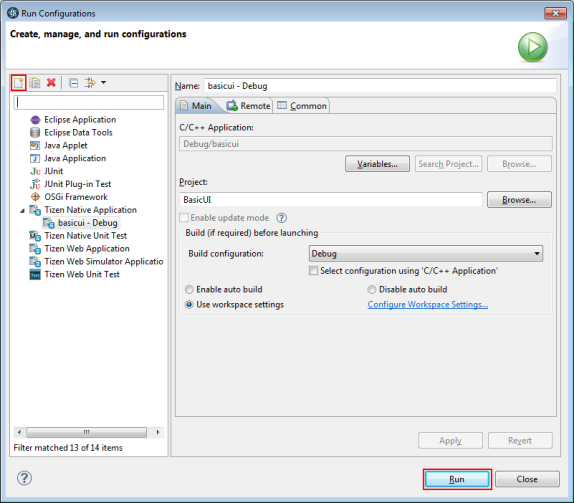 Run Configurations
Create, manage, and run configurations
Eclipse Application
Eclipse Data Tools
Java Applet
Java Application
JU JUnit
JUnit Plug-in Test
OSGi Framework
Tizen Native Application
basicui - Debug
Tizen Native Unit Test
Tizen Web Application
Tizen Web Simulator Applicatio
Tizen Web Unit Test
Filter matched 13 of 14 items
Name: basicui - Debug
Main Remote Common
C/C++ Application:
Debug/basicui
Variables... Search Project... Browse...
Project:
BasicUI Browse...
Enable update mode ?
Build (if required) before launching
Build configuration: Debug
Select configuration using 'C/C++ Application'
Enable auto build Disable auto build
Use workspace settings Configure Workspace Settings...
Apply Revert
? Run Close